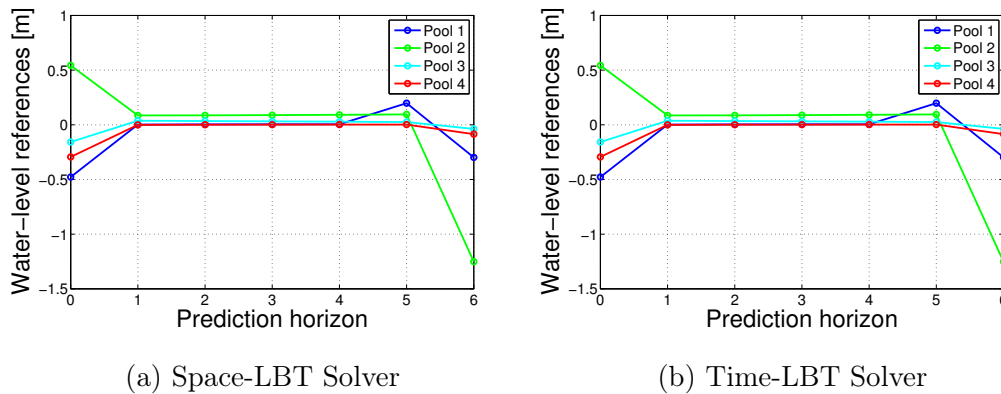 Water-level references [m]
1
0.5
0
-0.5
-1
-1.5
Pool 1
Pool 2
Pool 3
Pool 4
0 1 2 3 4 5 6
Prediction horizon
(a) Space-LBT Solver
Water-level references [m]
1
0.5
0
-0.5
-1
-1.5
Pool 1
Pool 2
Pool 3
Pool 4
0 1 2 3 4 5 6
Prediction horizon
(b) Time-LBT Solver